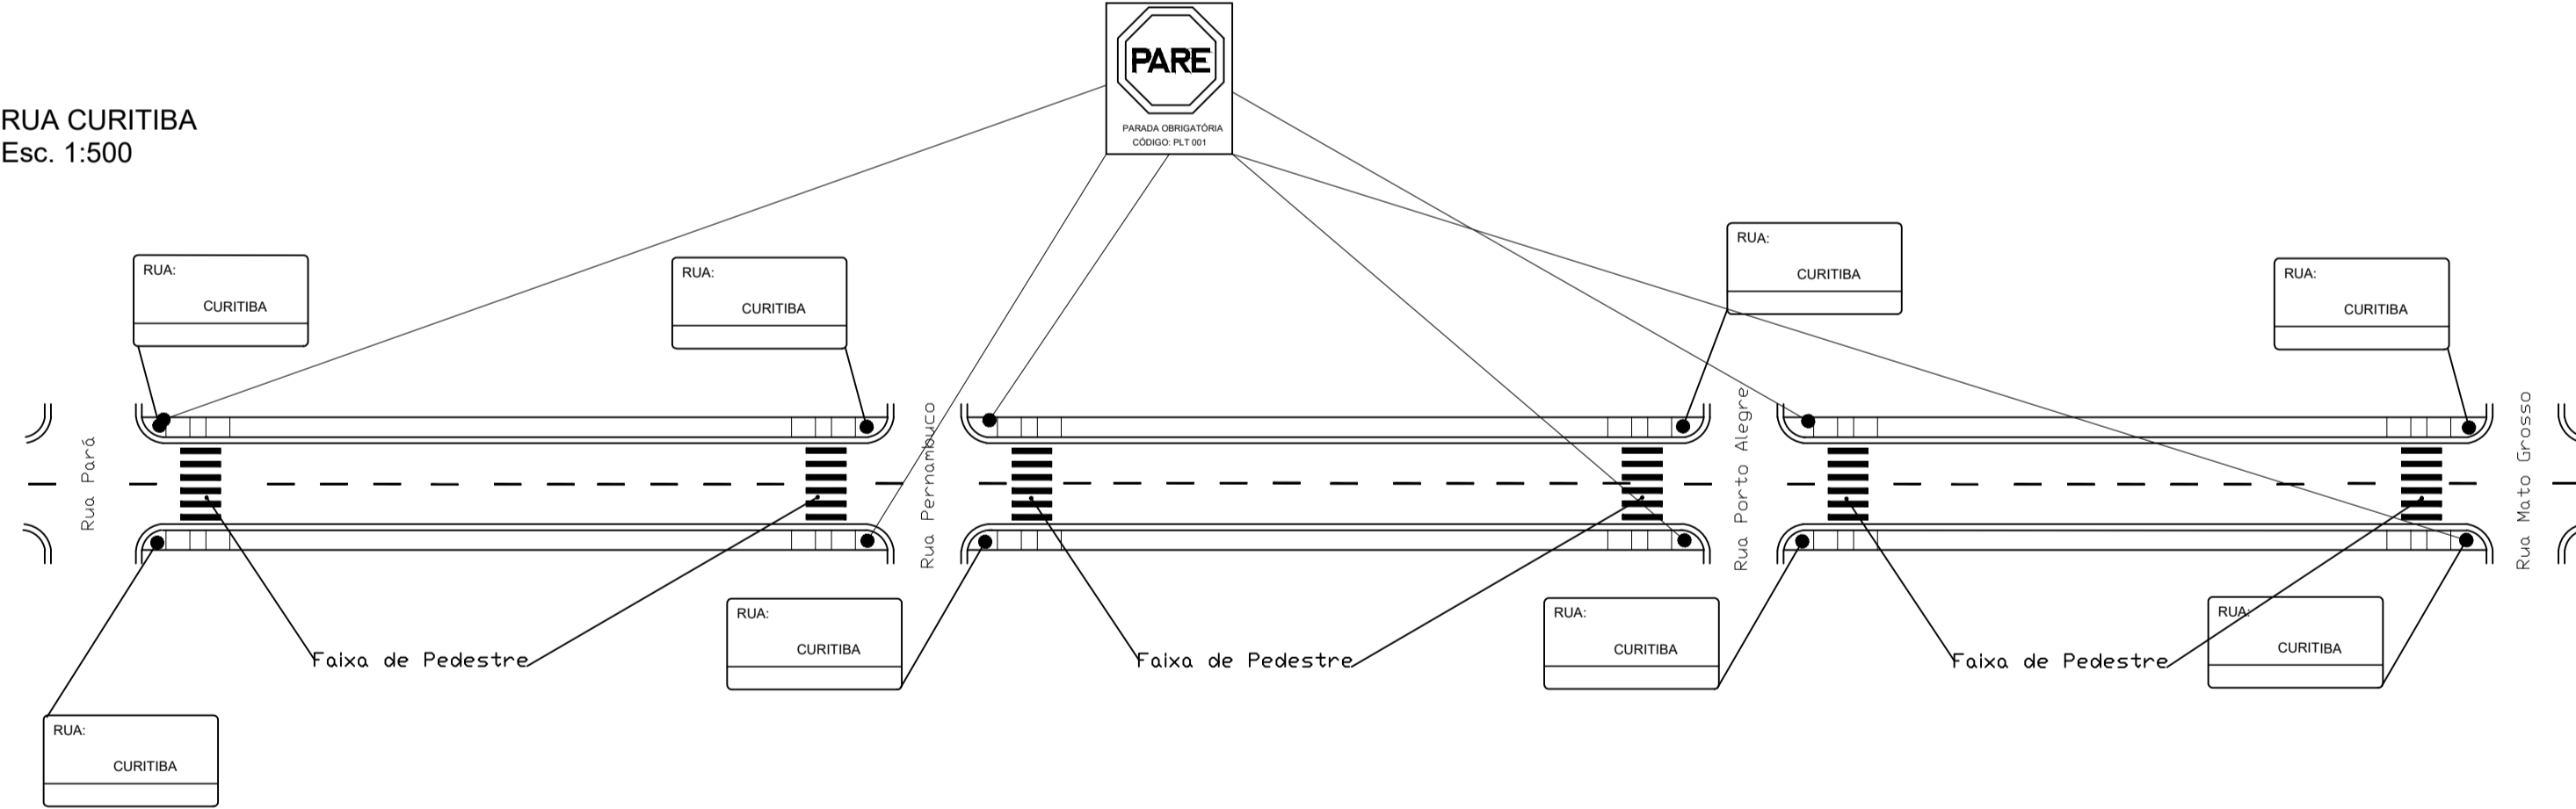 PARE
PARADA OBRIGATÓRIA
CÓDIGO: PLT 001
RUA CURITIBA
Esc. 1:500
RUA:
CURITIBA
RUA:
CURITIBA
RUA:
CURITIBA
RUA:
CURITIBA
Rua Pará
Rua Pernambuco
Rua Porto Alegre
Rua Mato Grosso
RUA:
CURITIBA
RUA:
CURITIBA
RUA:
CURITIBA
Faixa de Pedestre
Faixa de Pedestre
Faixa de Pedestre
RUA:
CURITIBA